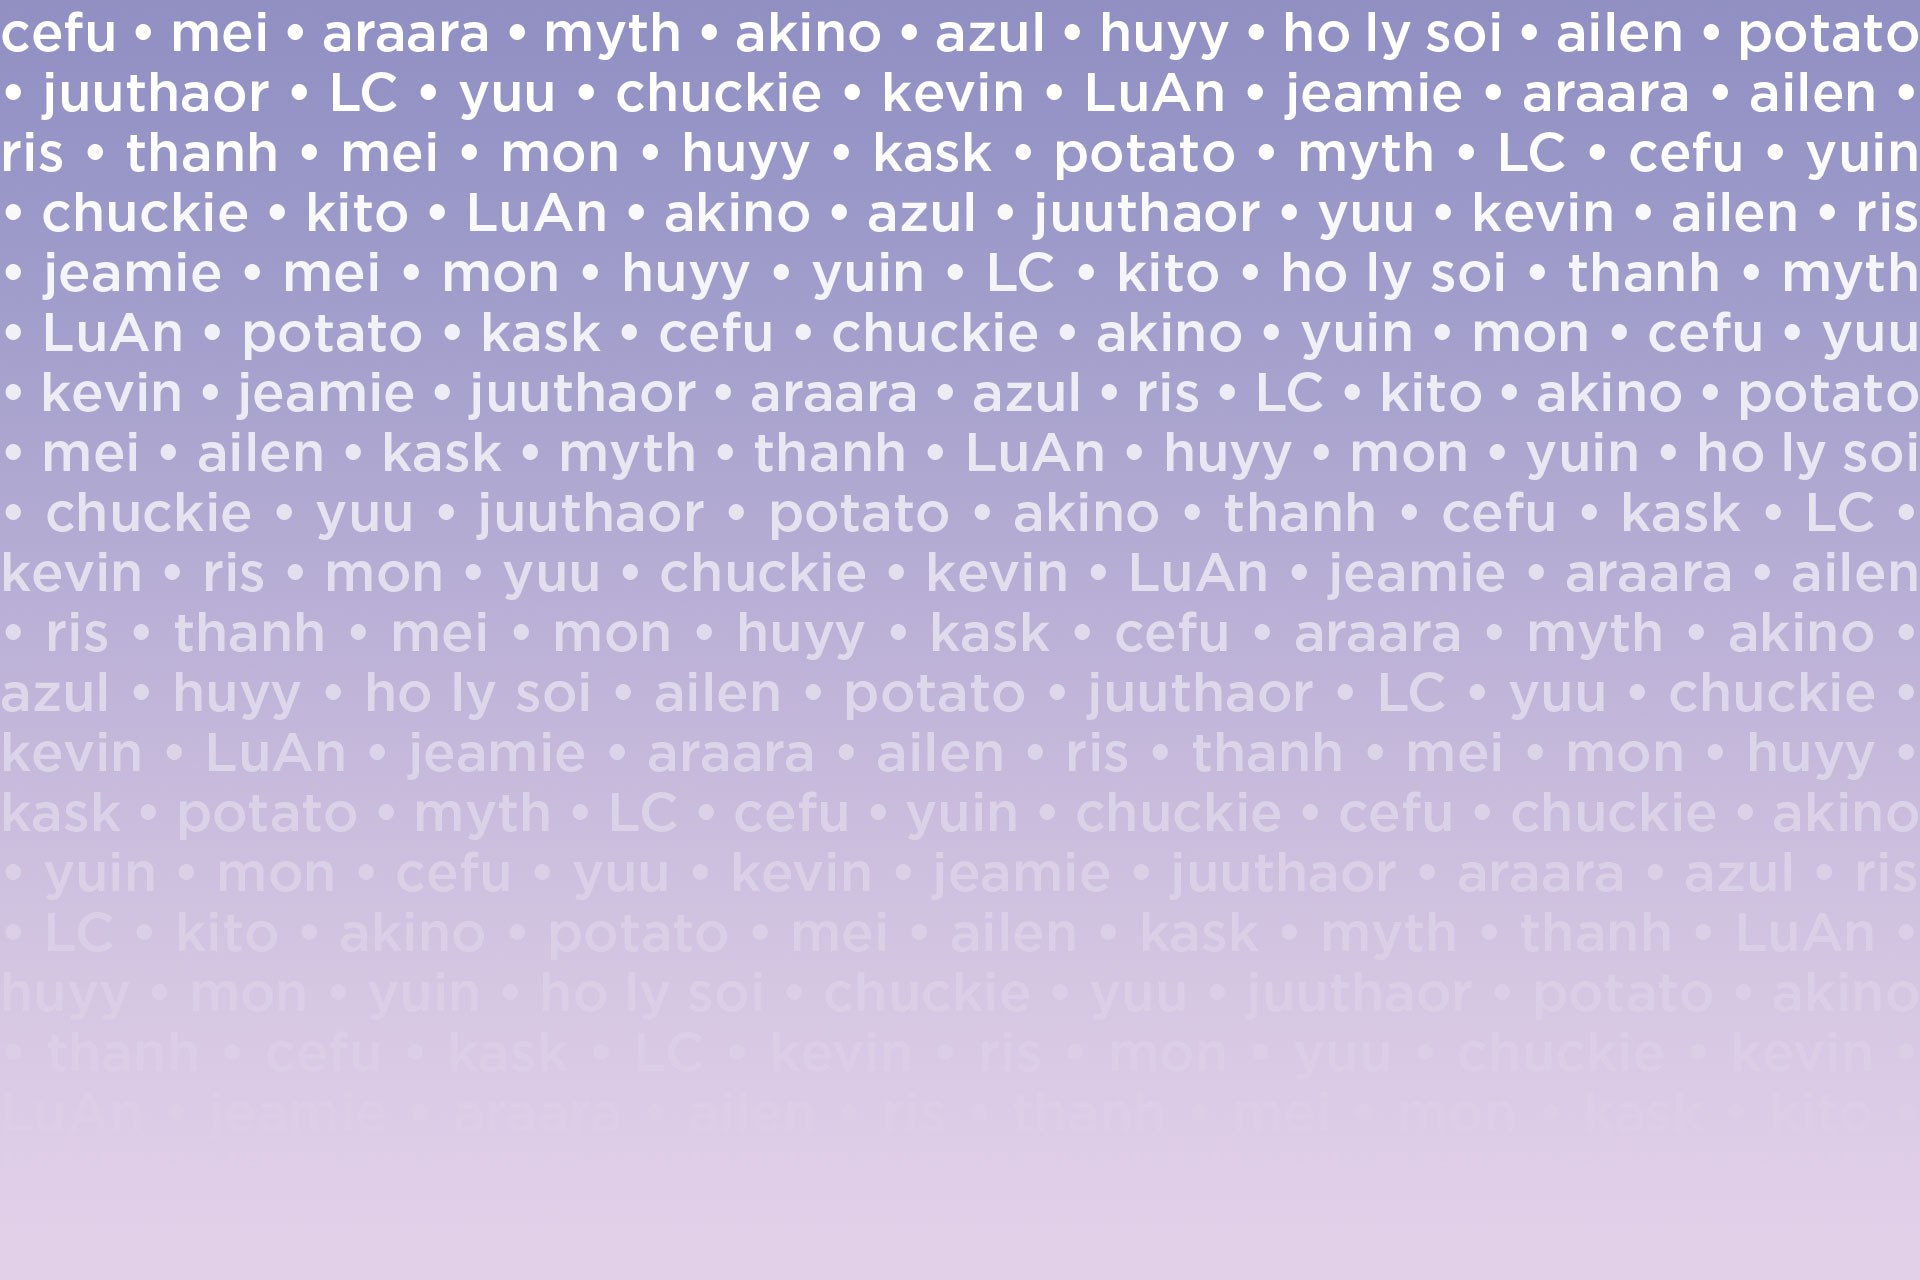 cefu • mei • araara • myth • akino • azul • huyy • ho ly soi • ailen • potato
• juuthaor • LC • yuu • chuckie • kevin • LuAn • jeamie • araara • ailen •
ris • thanh • mei • mon • huyy • kask • potato • myth • LC • cefu • yuin
• chuckie • kito • LuAn • akino • azul • juuthaor • yuu • kevin • ailen • ris
• jeamie • mei • mon • huyy • yuin • LC • kito • ho ly soi • thanh • myth
• LuAn • potato • kask • cefu • chuckie • akino • yuin • mon • cefu • yuu
• kevin • jeamie • juuthaor • araara • azul • ris • LC • kito • akino • potato
• mei • ailen • kask • myth • thanh • LuAn • huyy • mon • yuin • ho ly soi
• chuckie • yuu • juuthaor • potato • akino • thanh • cefu • kask • LC •
kevin • ris • mon • yuu • chuckie • kevin • LuAn • jeamie • araara • ailen
• ris • thanh • mei • mon • huyy • kask • cefu • araara • myth • akino •
azul • huyy • ho ly soi • ailen • potato • juuthaor • LC • yuu • chuckie •
kevin • LuAn • jeamie • araara • ailen • ris • thanh • mei • mon • huyy •
kask • potato • myth • LC • cefu • yuin • chuckie • cefu • chuckie • akino
• yuin • mon • cefu • yuu • kevin • jeamie • juuthaor • araara • azul • ris
• LC • kito • akino • potato • mei • ailen • kask • myth • thanh • LuAn •
huyy • mon • yuin • ho ly soi • chuckie • yuu • juuthaor • potato • akino
• thanh • cefu • kask • LC • kevin • ris • mon • yuu • chuckie • kevin •
LuAn • jeamie • araara • ailen • ris • thanh • mei • mon • kask • kito •